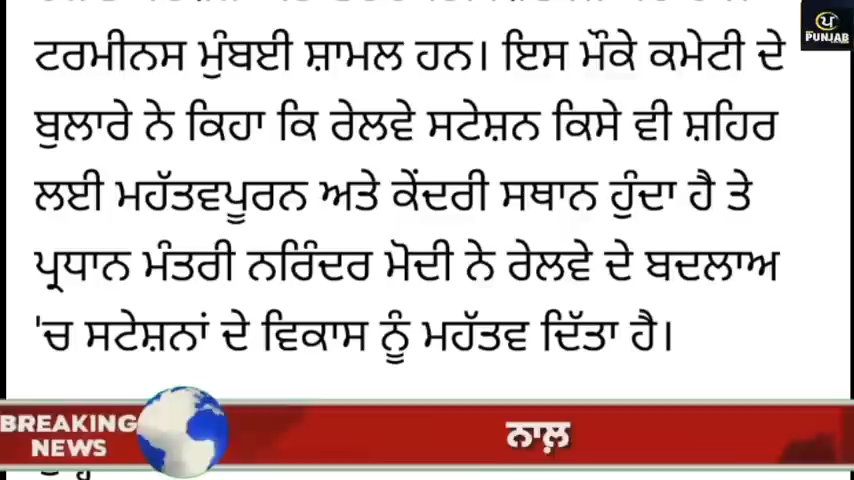 ਟਰਮੀਨਸ ਮੁੰਬਈ ਸ਼ਾਮਲ ਹਨ। ਇਸ ਮੌਕੇ ਕਮੇਟੀ ਦੇ
ਬੁਲਾਰੇ ਨੇ ਕਿਹਾ ਕਿ ਰੇਲਵੇ ਸਟੇਸ਼ਨ ਕਿਸੇ ਵੀ ਸ਼ਹਿਰ
ਲਈ ਮਹੱਤਵਪੂਰਨ ਅਤੇ ਕੇਂਦਰੀ ਸਥਾਨ ਹੁੰਦਾ ਹੈ ਤੇ
ਪ੍ਰਧਾਨ ਮੰਤਰੀ ਨਰਿੰਦਰ ਮੋਦੀ ਨੇ ਰੇਲਵੇ ਦੇ ਬਦਲਾਅ
'ਚ ਸਟੇਸ਼ਨਾਂ ਦੇ ਵਿਕਾਸ ਨੂੰ ਮਹੱਤਵ ਦਿੱਤਾ ਹੈ।
ਪ
PUNJAB
BREAKING
NEWS
ਨਾਲ਼